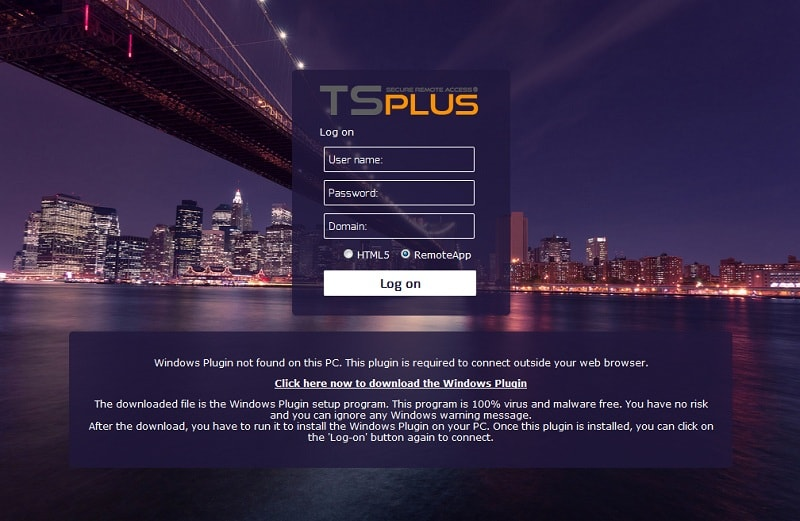 TSPLUS SECURE REMOTE ACCESS
Log on
User name:
Password:
Domain:
HTML5 RemoteApp
Log on
Windows Plugin not found on this PC. This plugin is required to connect outside your web browser.
Click here now to download the Windows Plugin
The downloaded file is the Windows Plugin setup program. This program is 100% virus and malware free. You have no risk
and you can ignore any Windows warning message.
After the download, you have to run it to install the Windows Plugin on your PC. Once this plugin is installed, you can click on
the 'Log-on' button again to connect.